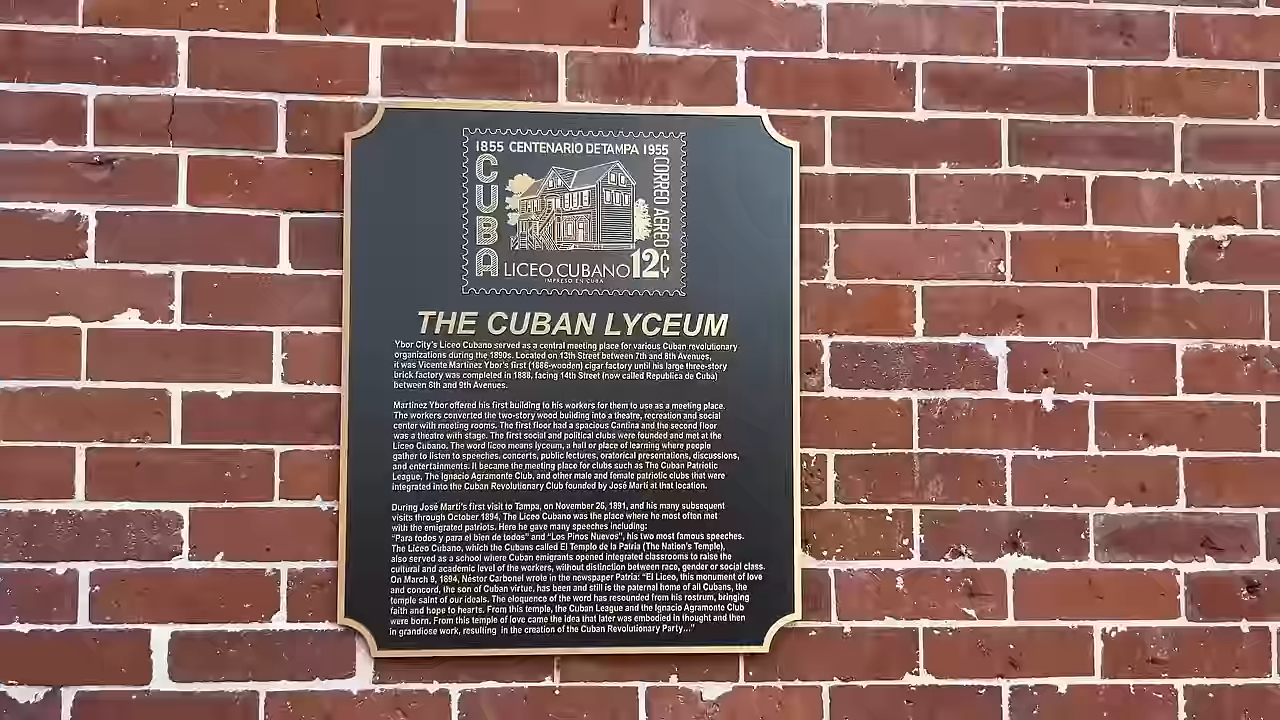 1855 CENTENARIO DE TAMPA 1955
CUBA
CORREO AEREO
LICEO CUBANO 12¢
IMPRESO EN CUBA
THE CUBAN LYCEUM
Ybor City's Liceo Cubano served as a central meeting place for various Cuban revolutionary
organizations during the 1890s. Located on 13th Street between 7th and 8th Avenues,
it was Vicente Martinez Ybor's first (1886-wooden) cigar factory until his large three-story
brick factory was completed in 1888, facing 14th Street (now called Republica de Cuba)
between 8th and 9th Avenues.
Martinez Ybor offered his first building to his workers for them to use as a meeting place.
The workers converted the two-story wood building into a theatre, recreation and social
center with meeting rooms. The first floor had a spacious Cantina and the second floor
was a theatre with stage. The first social and political clubs were founded and met at the
Liceo Cubano. The word liceo means lyceum, a hall or place of learning where people
gather to listen to speeches, concerts, public lectures, oratorical presentations, discussions,
and entertainments. It became the meeting place for clubs such as The Cuban Patriotic
League, The Ignacio Agramonte Club, and other male and female patriotic clubs that were
integrated into the Cuban Revolutionary Club founded by José Martí at that location.
During José Martí's first visit to Tampa, on November 26, 1891, and his many subsequent
visits through October 1894, The Liceo Cubano was the place where he most often met
with the emigrated patriots. Here he gave many speeches including:
"Para todos y para el bien de todos" and "Los Pinos Nuevos", his two most famous speeches.
The Liceo Cubano, which the Cubans called El Templo de la Patria (The Nation's Temple),
also served as a school where Cuban emigrants opened integrated classrooms to raise the
cultural and academic level of the workers, without distinction between race, gender or social class.
On March 9, 1894, Néstor Carbonel wrote in the newspaper Patria: "El Liceo, this monument of love
and concord, the son of Cuban virtue, has been and still is the paternal home of all Cubans, the
temple saint of our ideals. The eloquence of the word has resounded from his rostrum, bringing
faith and hope to hearts. From this temple, the Cuban League and the Ignacio Agramonte Club
were born. From this temple of love came the idea that later was embodied in thought and then
in grandiose work, resulting in the creation of the Cuban Revolutionary Party..."